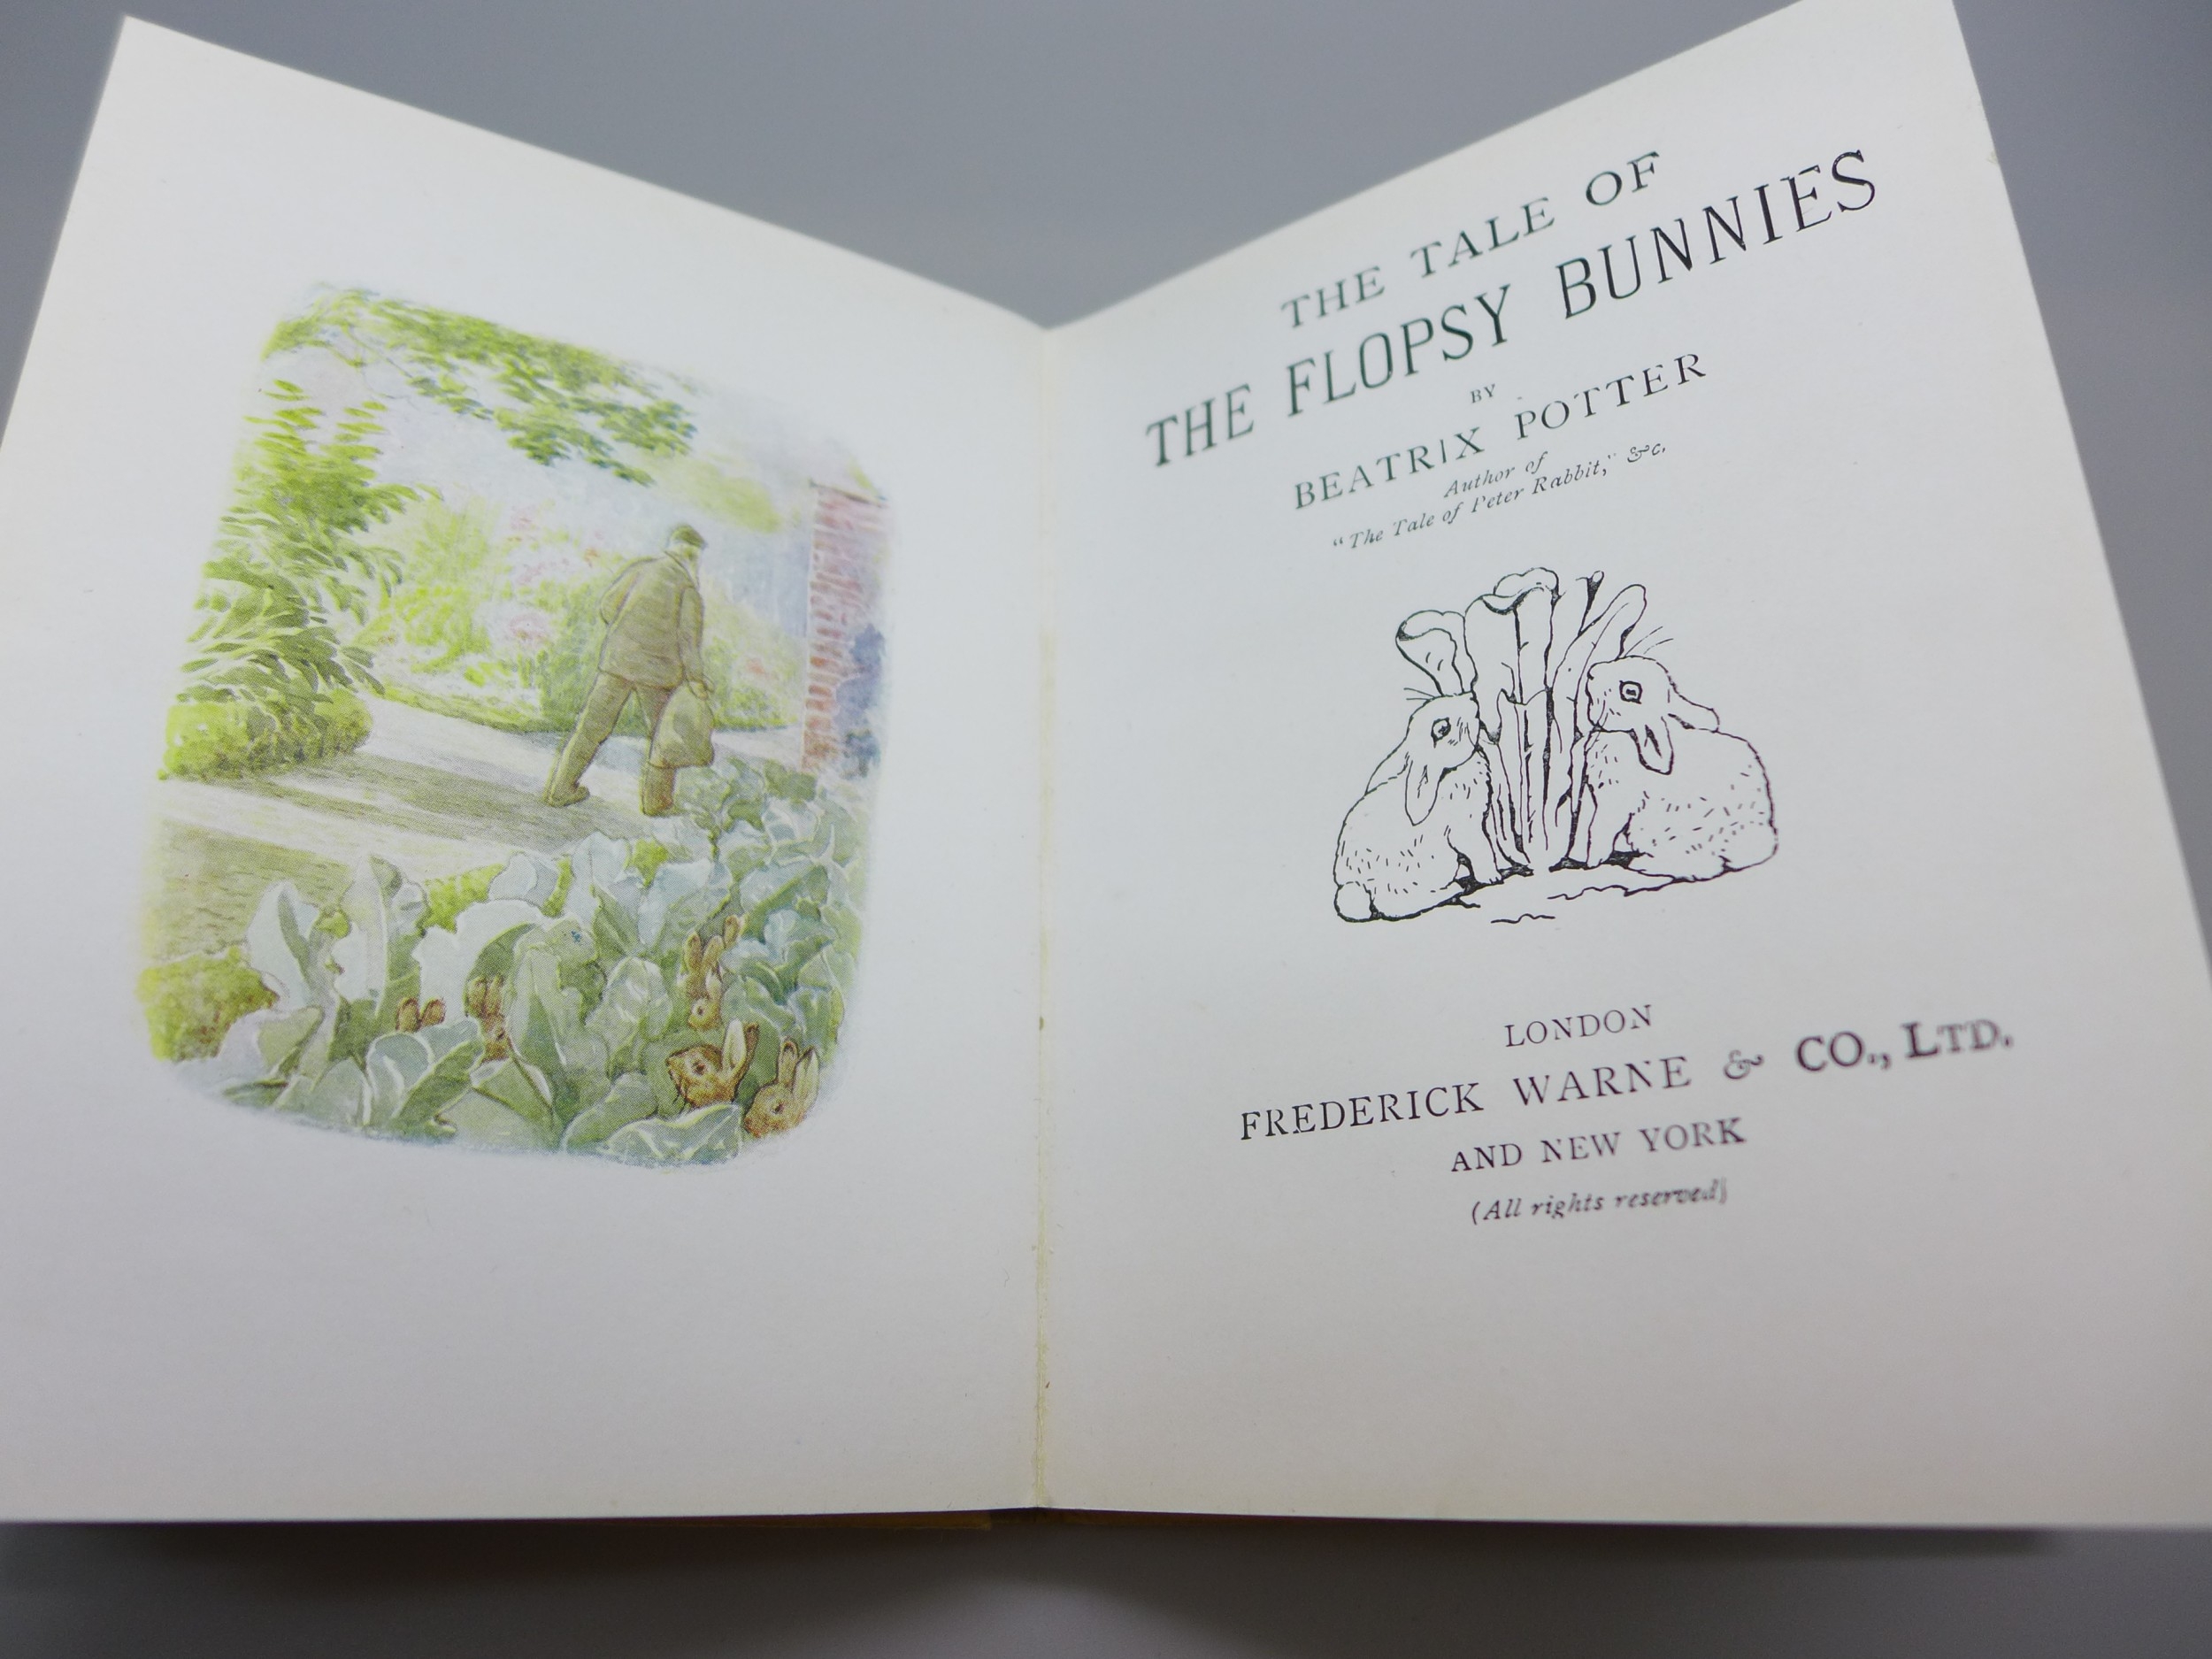 THE TALE OF
THE FLOPSY BUNNIES
BY
BEATRIX POTTER
Author of
"The Tale of Peter Rabbit," &c.
LONDON
FREDERICK WARNE & CO., LTD.
AND NEW YORK
(All rights reserved)